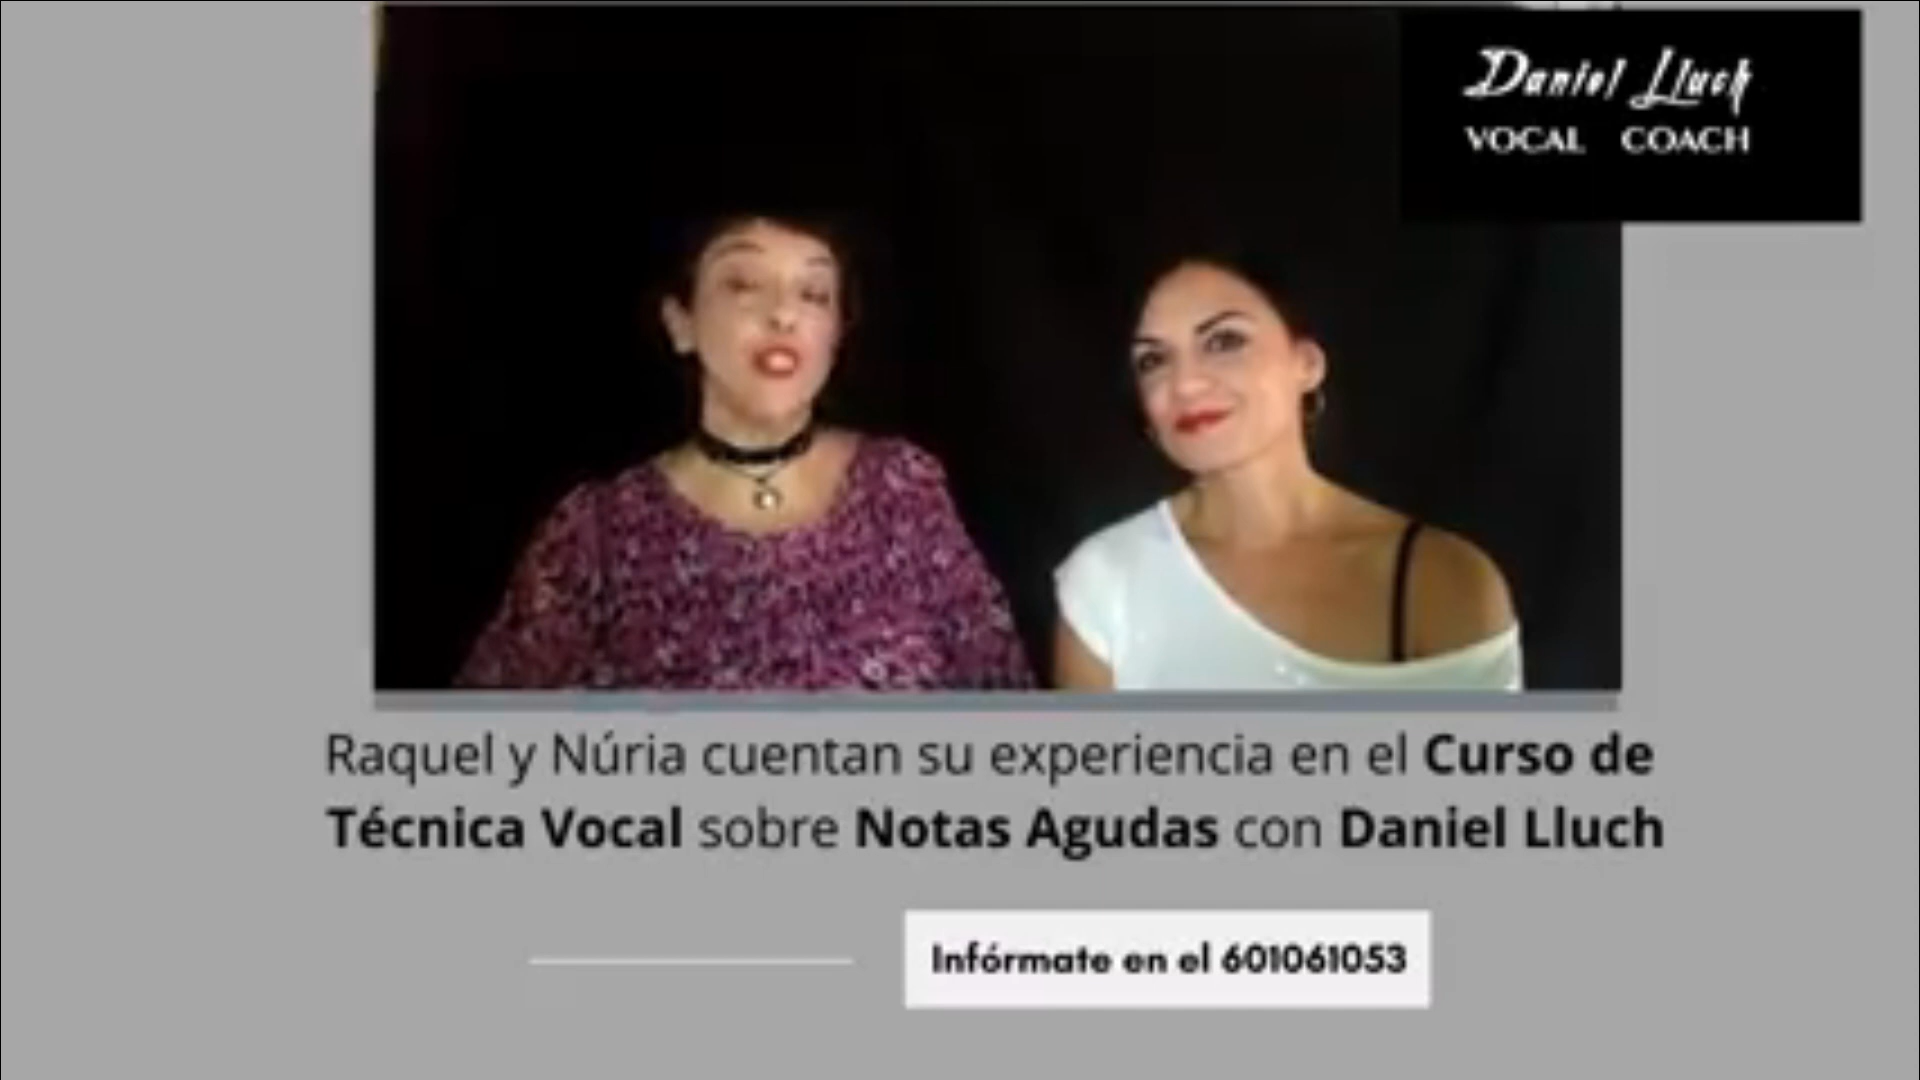 Daniel Lluch
VOCAL COACH
Raquel y Núria cuentan su experiencia en el Curso de
Técnica Vocal sobre Notas Agudas con Daniel Lluch
Infórmate en el 601061053